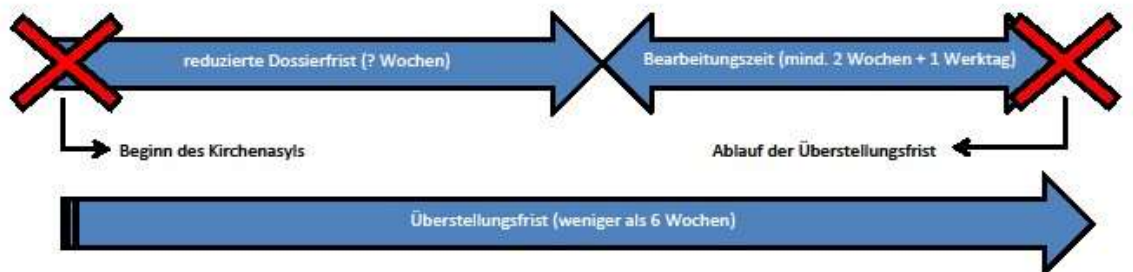 reduzierte Dossierfrist (? Wochen)
Bearbeitungszeit (mind. 2 Wochen + 1 Werktag)
Beginn des Kirchenasyls
Ablauf der Überstellungsfrist
Überstellungsfrist (weniger als 6 Wochen)